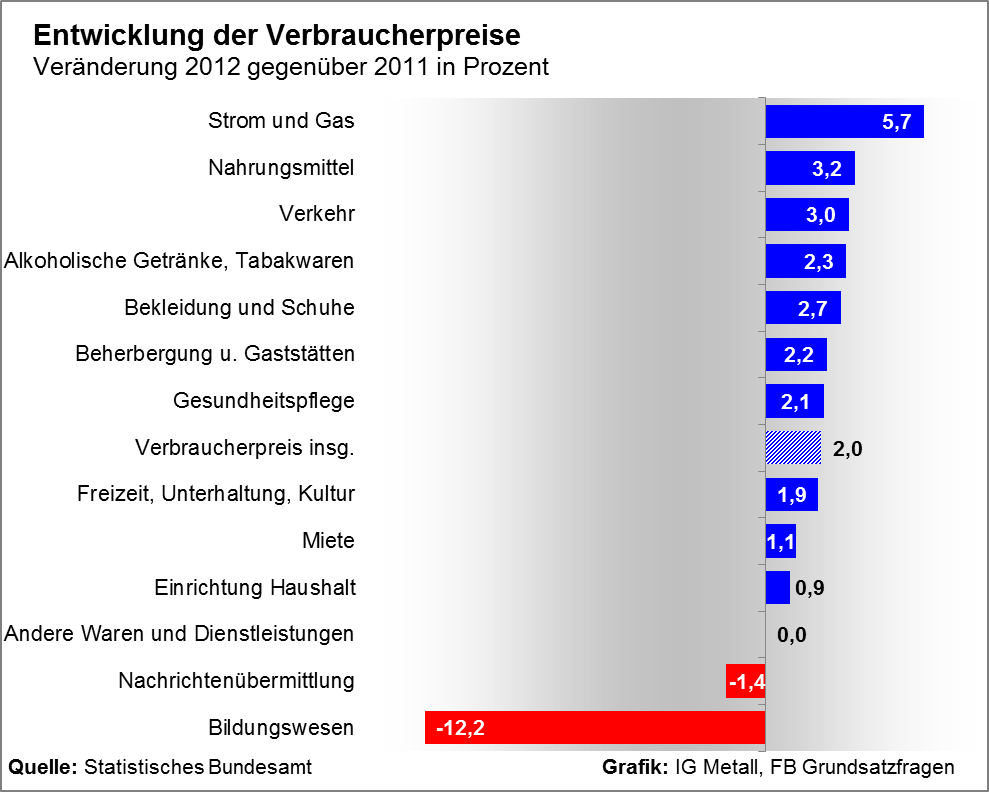 Entwicklung der Verbraucherpreise
Veränderung 2012 gegenüber 2011 in Prozent
Strom und Gas 5,7
Nahrungsmittel 3,2
Verkehr 3,0
Alkoholische Getränke, Tabakwaren 2,3
Bekleidung und Schuhe 2,7
Beherbergung u. Gaststätten 2,2
Gesundheitspflege 2,1
Verbraucherpreis insg. 2,0
Freizeit, Unterhaltung, Kultur 1,9
Miete 1,1
Einrichtung Haushalt 0,9
Andere Waren und Dienstleistungen 0,0
Nachrichtenübermittlung -1,4
Bildungswesen -12,2
Quelle: Statistisches Bundesamt Grafik: IG Metall, FB Grundsatzfragen